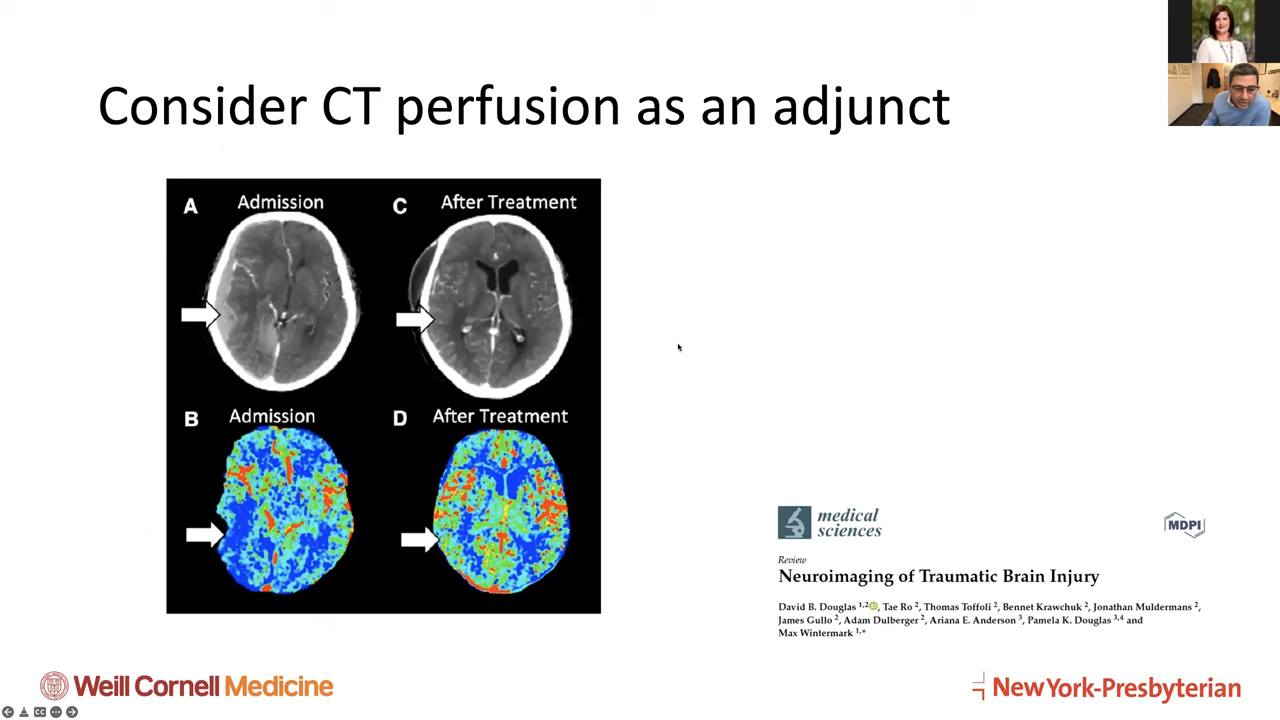 Consider CT perfusion as an adjunct
A Admission
C After Treatment
B Admission
D After Treatment
medical
sciences
MDPI
Review
Neuroimaging of Traumatic Brain Injury
David B. Douglas 1,2, Tae Ro 2, Thomas Toffoli 2, Bennet Krawchuk 2, Jonathan Muldermans 2,
James Gullo 2, Adam Dulberger 2, Ariana E. Anderson 3, Pamela K. Douglas 3,4 and
Max Wintermark 1,*
Weill Cornell Medicine
NewYork-Presbyterian